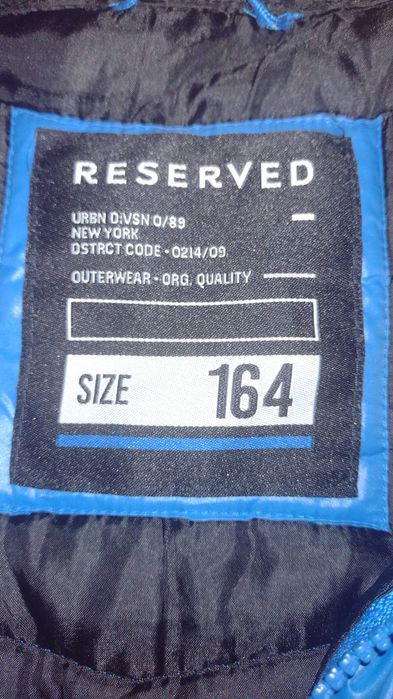 RESERVED
URBN D:VSN 0/89
NEW YORK
DSTRCT CODE - 0214/09
OUTERWEAR - ORG. QUALITY
SIZE 164